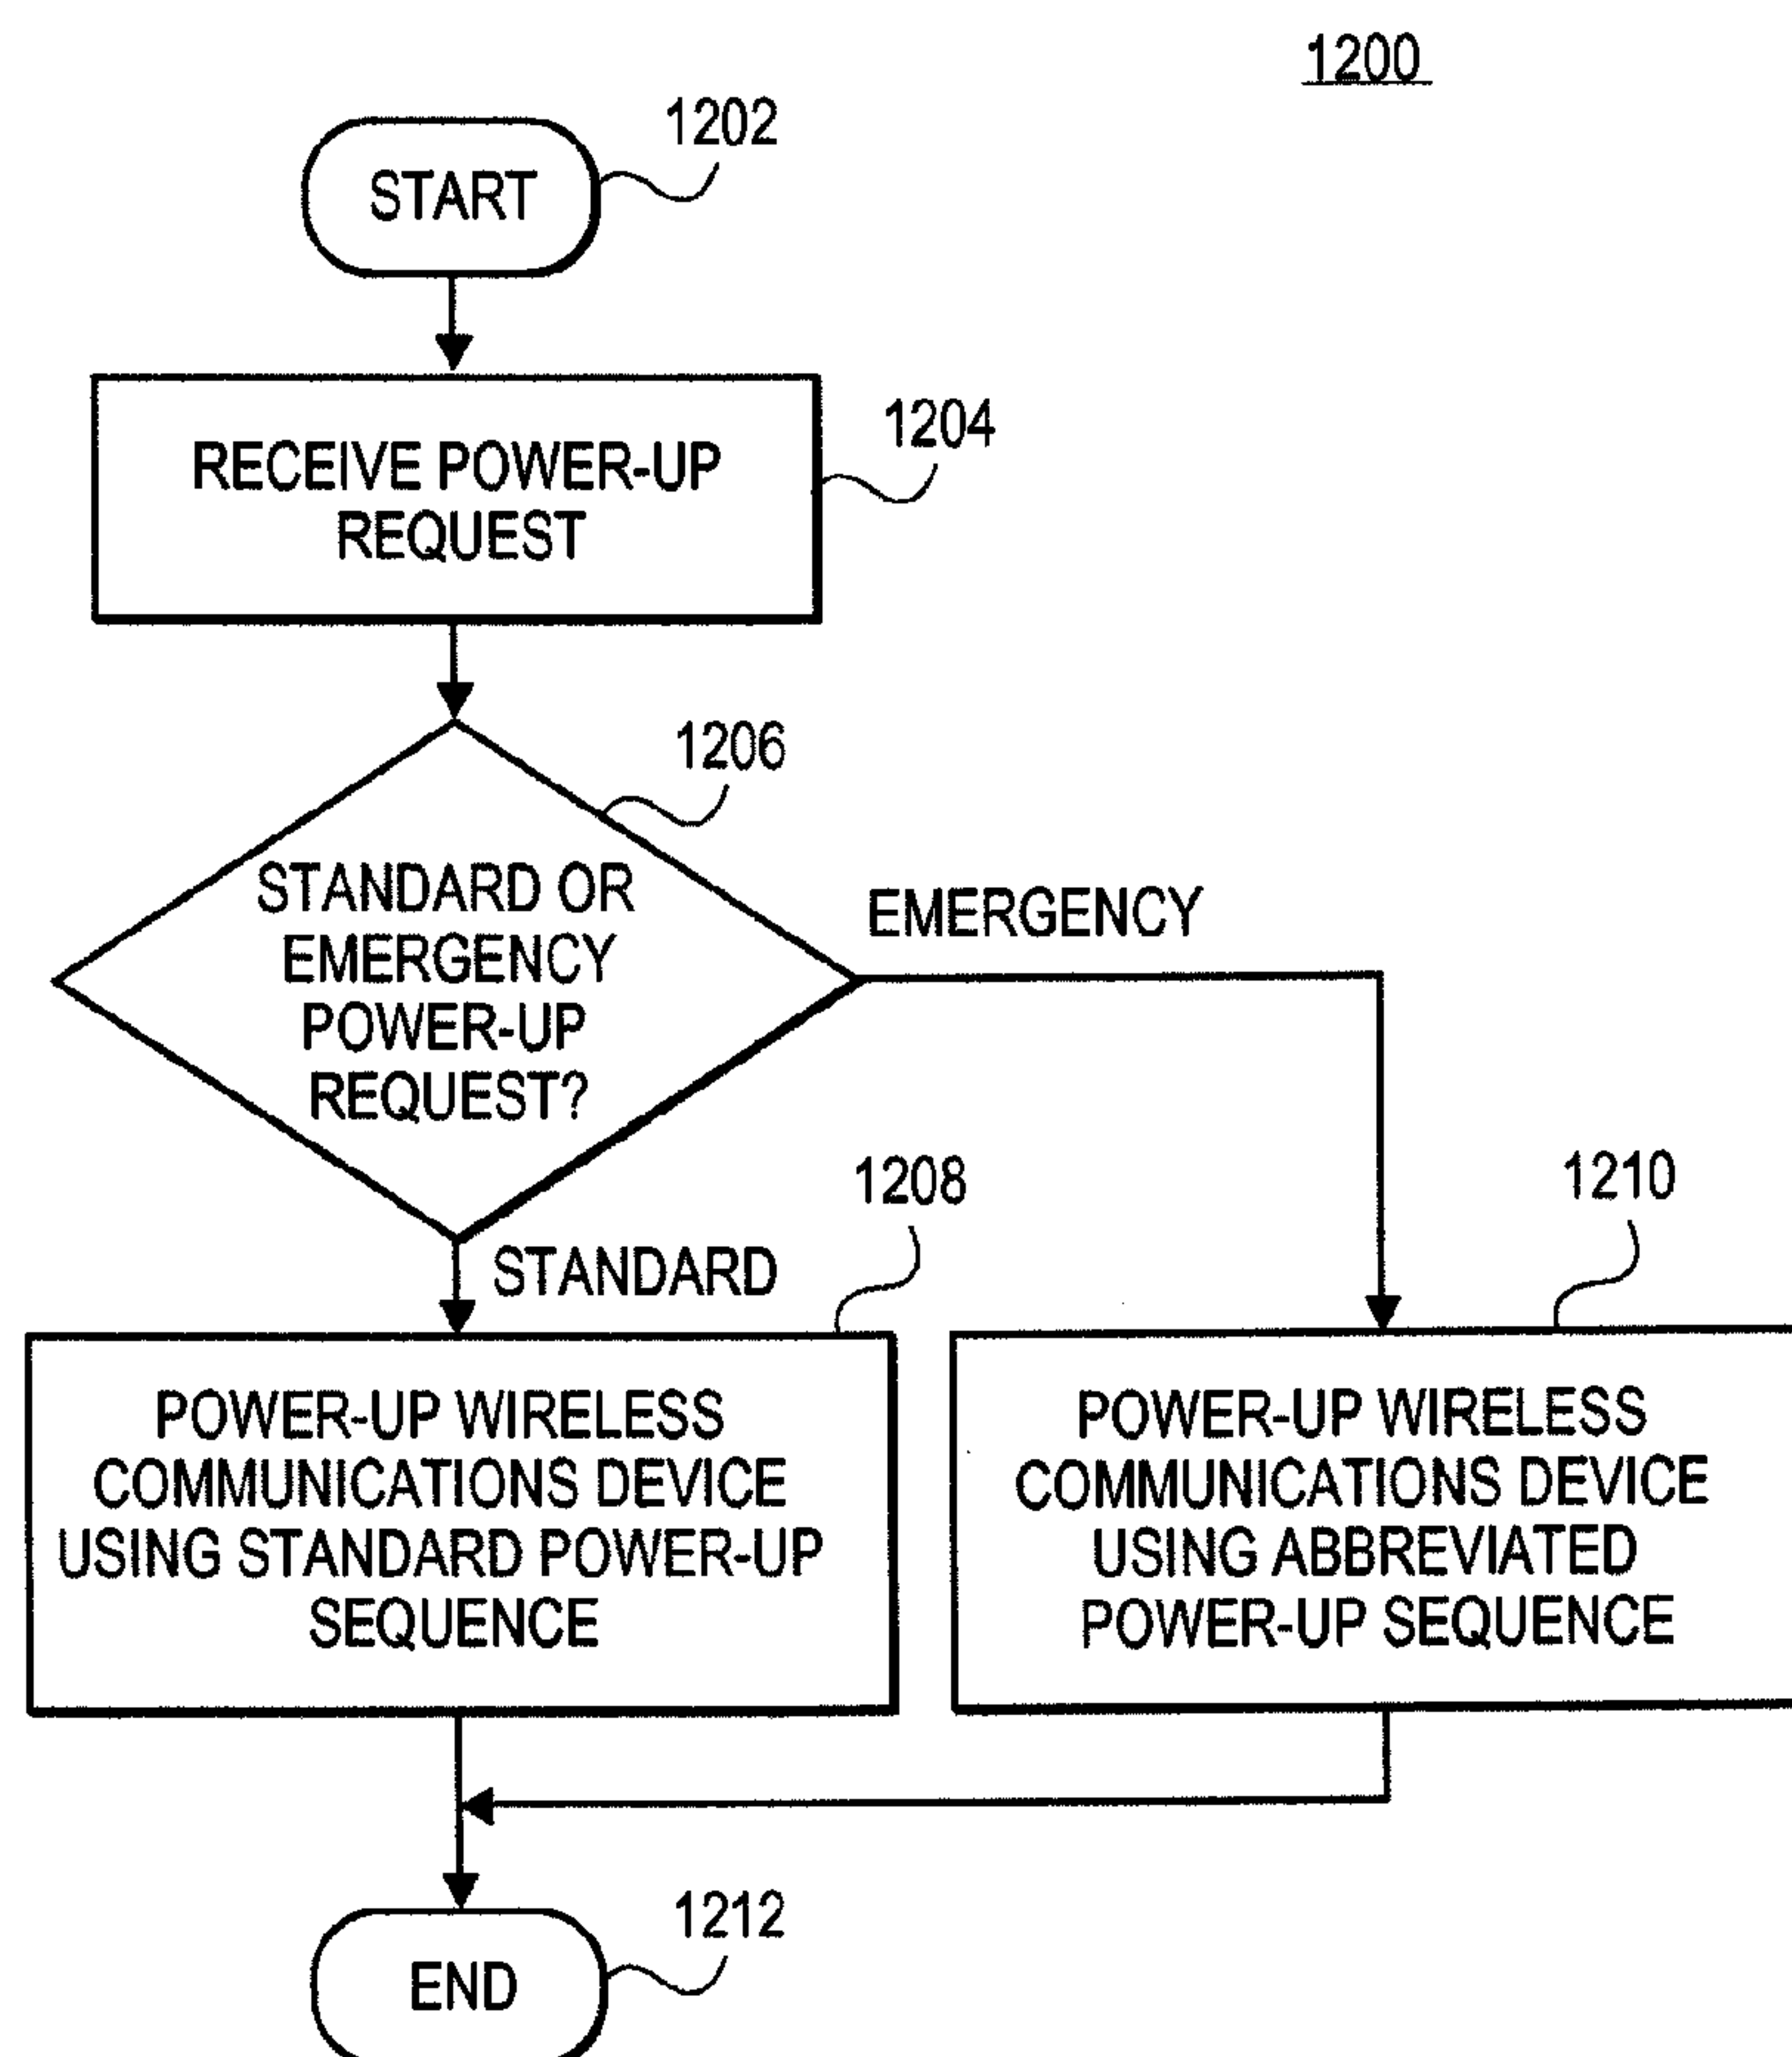 1200
1202
START
1204
RECEIVE POWER-UP
REQUEST
1206
STANDARD OR
EMERGENCY
POWER-UP
REQUEST?
EMERGENCY
STANDARD
1208
POWER-UP WIRELESS
COMMUNICATIONS DEVICE
USING STANDARD POWER-UP
SEQUENCE
1210
POWER-UP WIRELESS
COMMUNICATIONS DEVICE
USING ABBREVIATED
POWER-UP SEQUENCE
1212
END